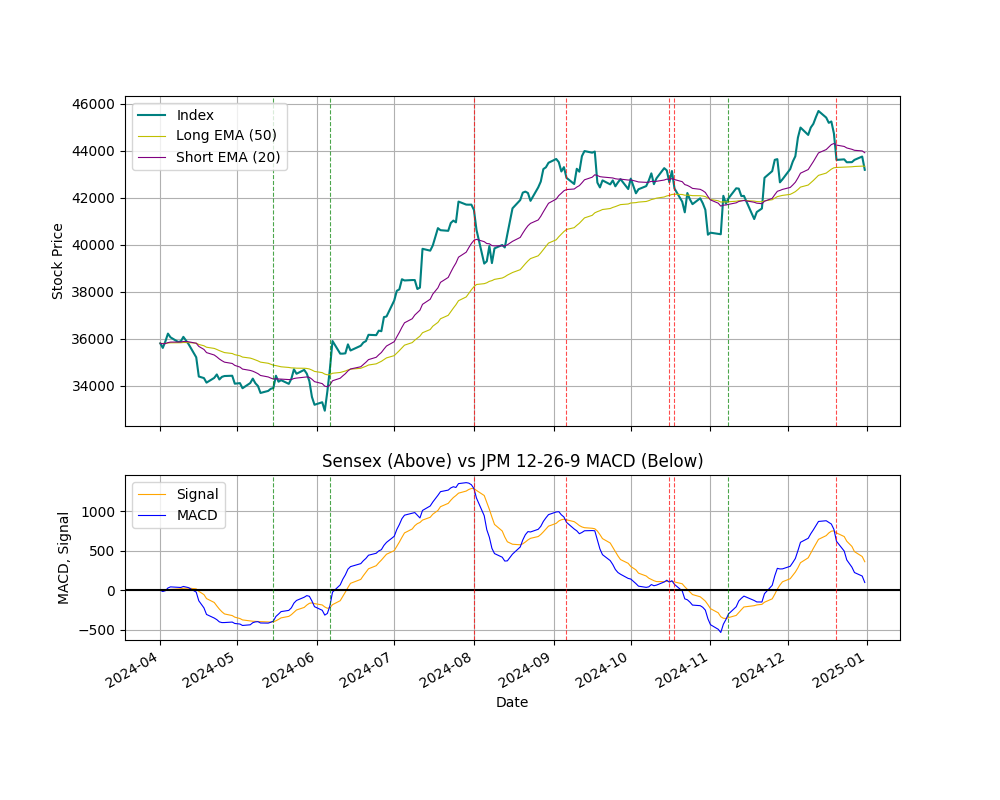 46000
44000
42000
40000
38000
36000
34000
Stock Price
Index
Long EMA (50)
Short EMA (20)
Sensex (Above) vs JPM 12-26-9 MACD (Below)
1000
500
0
−500
MACD, Signal
Signal
MACD
2024-04
2024-05
2024-06
2024-07
2024-08
2024-09
2024-10
2024-11
2024-12
2025-01
Date